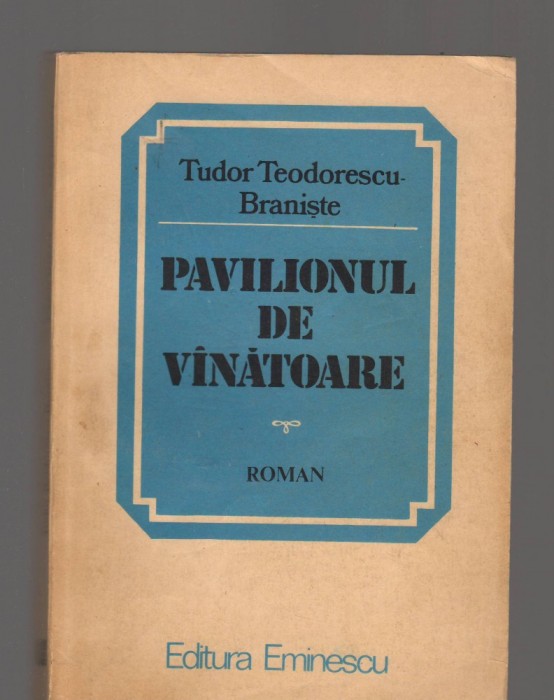 Tudor Teodorescu-
Braniște
PAVILIONUL
DE
VÎNĂTOARE
ROMAN
Editura Eminescu